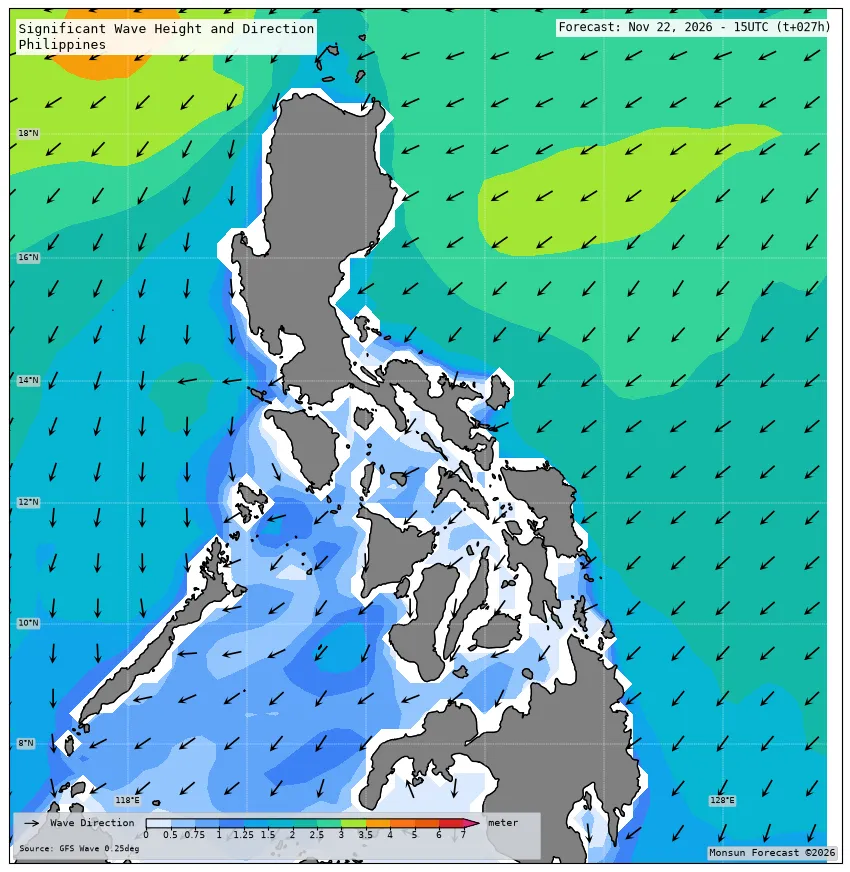 Significant Wave Height and Direction
Philippines
Forecast: Nov 22, 2026 - 15UTC (t+027h)
18°N
16°N
14°N
12°N
10°N
8°N
118°E
128°E
Wave Direction
0 0.5 0.75 1 1.25 1.5 2 2.5 3 3.5 4 5 6 7
meter
Source: GFS Wave 0.25deg
Monsun Forecast ©2026